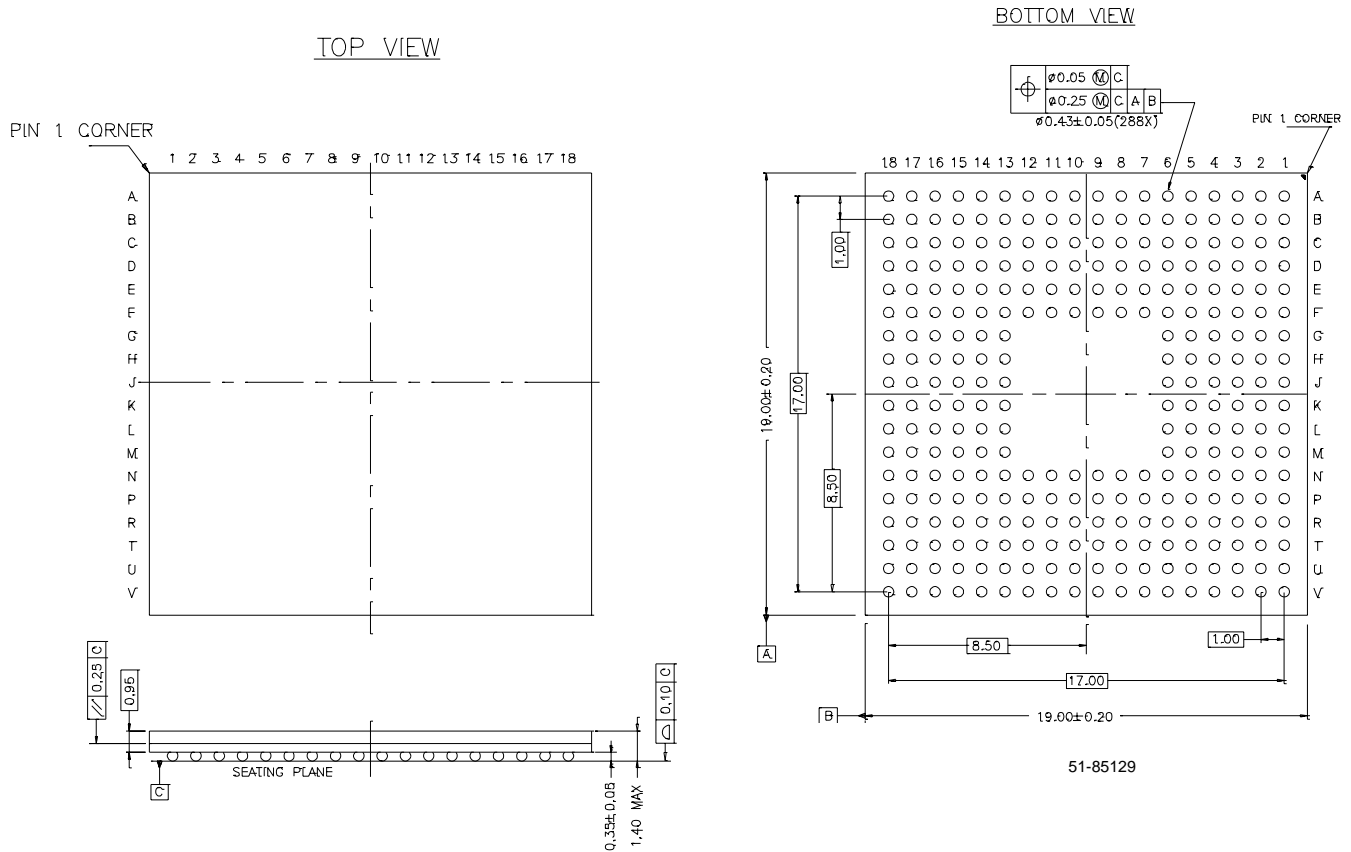 BOTTOM VIEW
TOP VIEW
⌀0.05 Ⓜ C
⌀0.25 Ⓜ C A B
⌀0.43±0.05(288X)
PIN 1 CORNER
PIN 1 CORNER
1 2 3 4 5 6 7 8 9 10 11 12 13 14 15 16 17 18
18 17 16 15 14 13 12 11 10 9 8 7 6 5 4 3 2 1
A
B
C
D
E
F
G
H
J
K
L
M
N
P
R
T
U
V
A
B
C
D
E
F
G
H
J
K
L
M
N
P
R
T
U
V
1.00
19.00±0.20
17.00
8.50
A
8.50
1.00
17.00
B
19.00±0.20
// 0.25 C
0.95
0.10 C
SEATING PLANE
C
0.35±0.05
1.40 MAX
51-85129